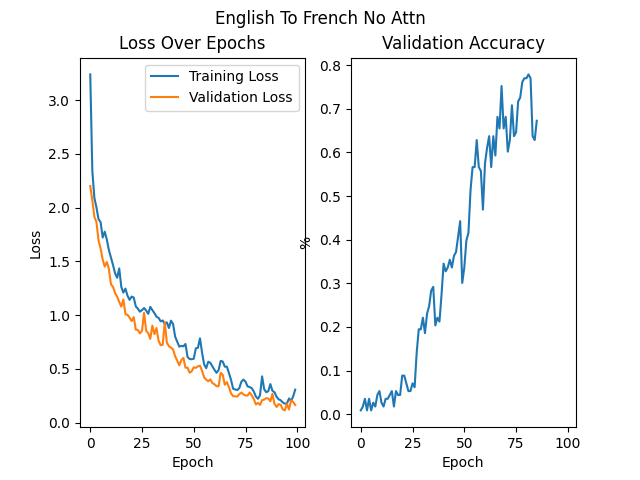 English To French No Attn
Loss Over Epochs
Training Loss
Validation Loss
3.0
2.5
2.0
1.5
1.0
0.5
0.0
Loss
0 25 50 75 100
Epoch
Validation Accuracy
0.8
0.7
0.6
0.5
0.4
0.3
0.2
0.1
0.0
%
0 25 50 75 100
Epoch